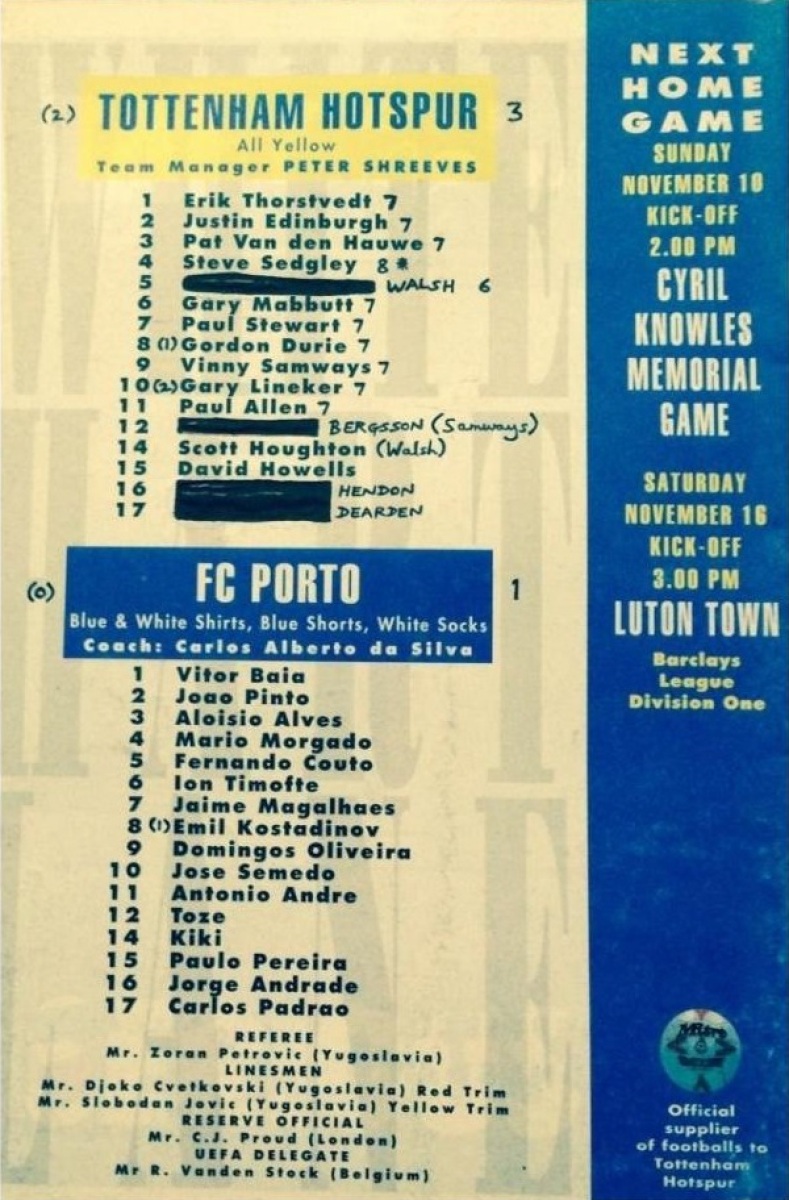 (2) TOTTENHAM HOTSPUR 3
All Yellow
Team Manager PETER SHREEVES
1 Erik Thorstvedt 7
2 Justin Edinburgh 7
3 Pat Van den Hauwe 7
4 Steve Sedgley 8 *
5 WALSH 6
6 Gary Mabbutt 7
7 Paul Stewart 7
8 (1) Gordon Durie 7
9 Vinny Samways 7
10 (2) Gary Lineker 7
11 Paul Allen 7
12 BERGSSON (Samways)
14 Scott Houghton (Walsh)
15 David Howells
16 HENDON
17 DEARDEN
(0) FC PORTO 1
Blue & White Shirts, Blue Shorts, White Socks
Coach: Carlos Alberto da Silva
1 Vitor Baia
2 Joao Pinto
3 Aloisio Alves
4 Mario Morgado
5 Fernando Couto
6 Ion Timofte
7 Jaime Magalhaes
8 (1) Emil Kostadinov
9 Domingos Oliveira
10 Jose Semedo
11 Antonio Andre
12 Toze
14 Kiki
15 Paulo Pereira
16 Jorge Andrade
17 Carlos Padrao
REFEREE
Mr. Zoran Petrovic (Yugoslavia)
LINESMEN
Mr. Djoko Cvetkovski (Yugoslavia) Red Trim
Mr. Slobodan Jovic (Yugoslavia) Yellow Trim
RESERVE OFFICIAL
Mr. C.J. Proud (London)
UEFA DELEGATE
Mr R. Vanden Stock (Belgium)
NEXT
HOME
GAME
SUNDAY
NOVEMBER 10
KICK-OFF
2.00 PM
CYRIL
KNOWLES
MEMORIAL
GAME
SATURDAY
NOVEMBER 16
KICK-OFF
3.00 PM
LUTON TOWN
Barclays
League
Division One
Mitre
Official
supplier
of footballs to
Tottenham
Hotspur
WHITE
HART
LANE